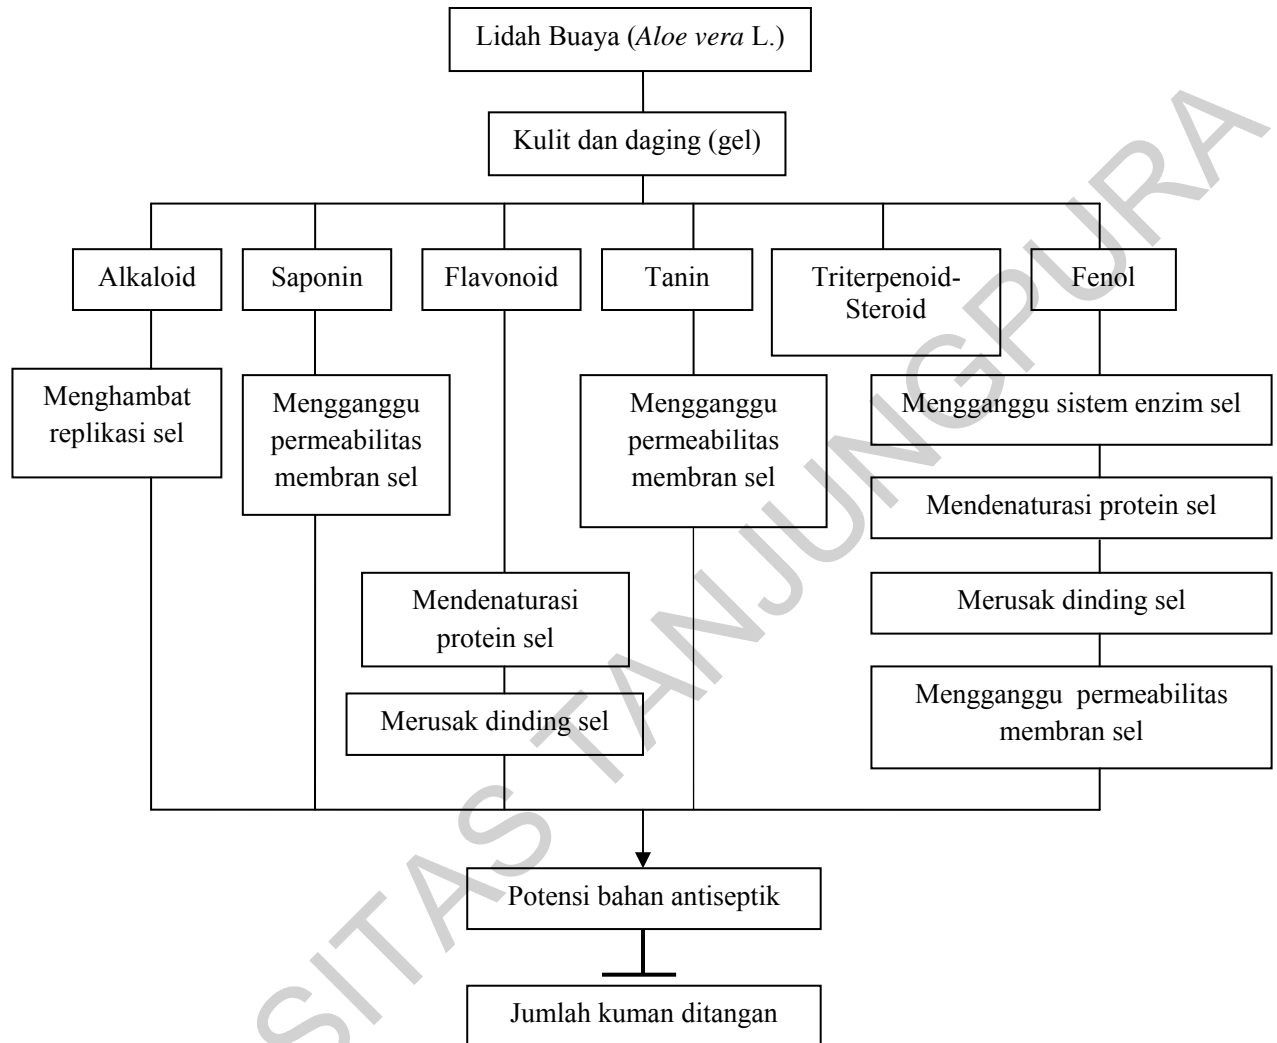 Lidah Buaya (Aloe vera L.)
Kulit dan daging (gel)
Alkaloid
Saponin
Flavonoid
Tanin
Triterpenoid-
Steroid
Fenol
Menghambat
replikasi sel
Mengganggu
permeabilitas
membran sel
Mendenaturasi
protein sel
Merusak dinding sel
Mengganggu
permeabilitas
membran sel
Mengganggu sistem enzim sel
Mendenaturasi protein sel
Merusak dinding sel
Mengganggu permeabilitas
membran sel
Potensi bahan antiseptik
Jumlah kuman ditangan
SITAS TANJUNGPURA